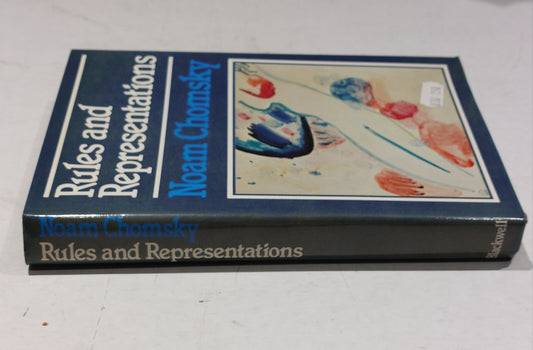 Rules and
Representations
Noam Chomsky
Noam Chomsky
Rules and Representations
Blackwell